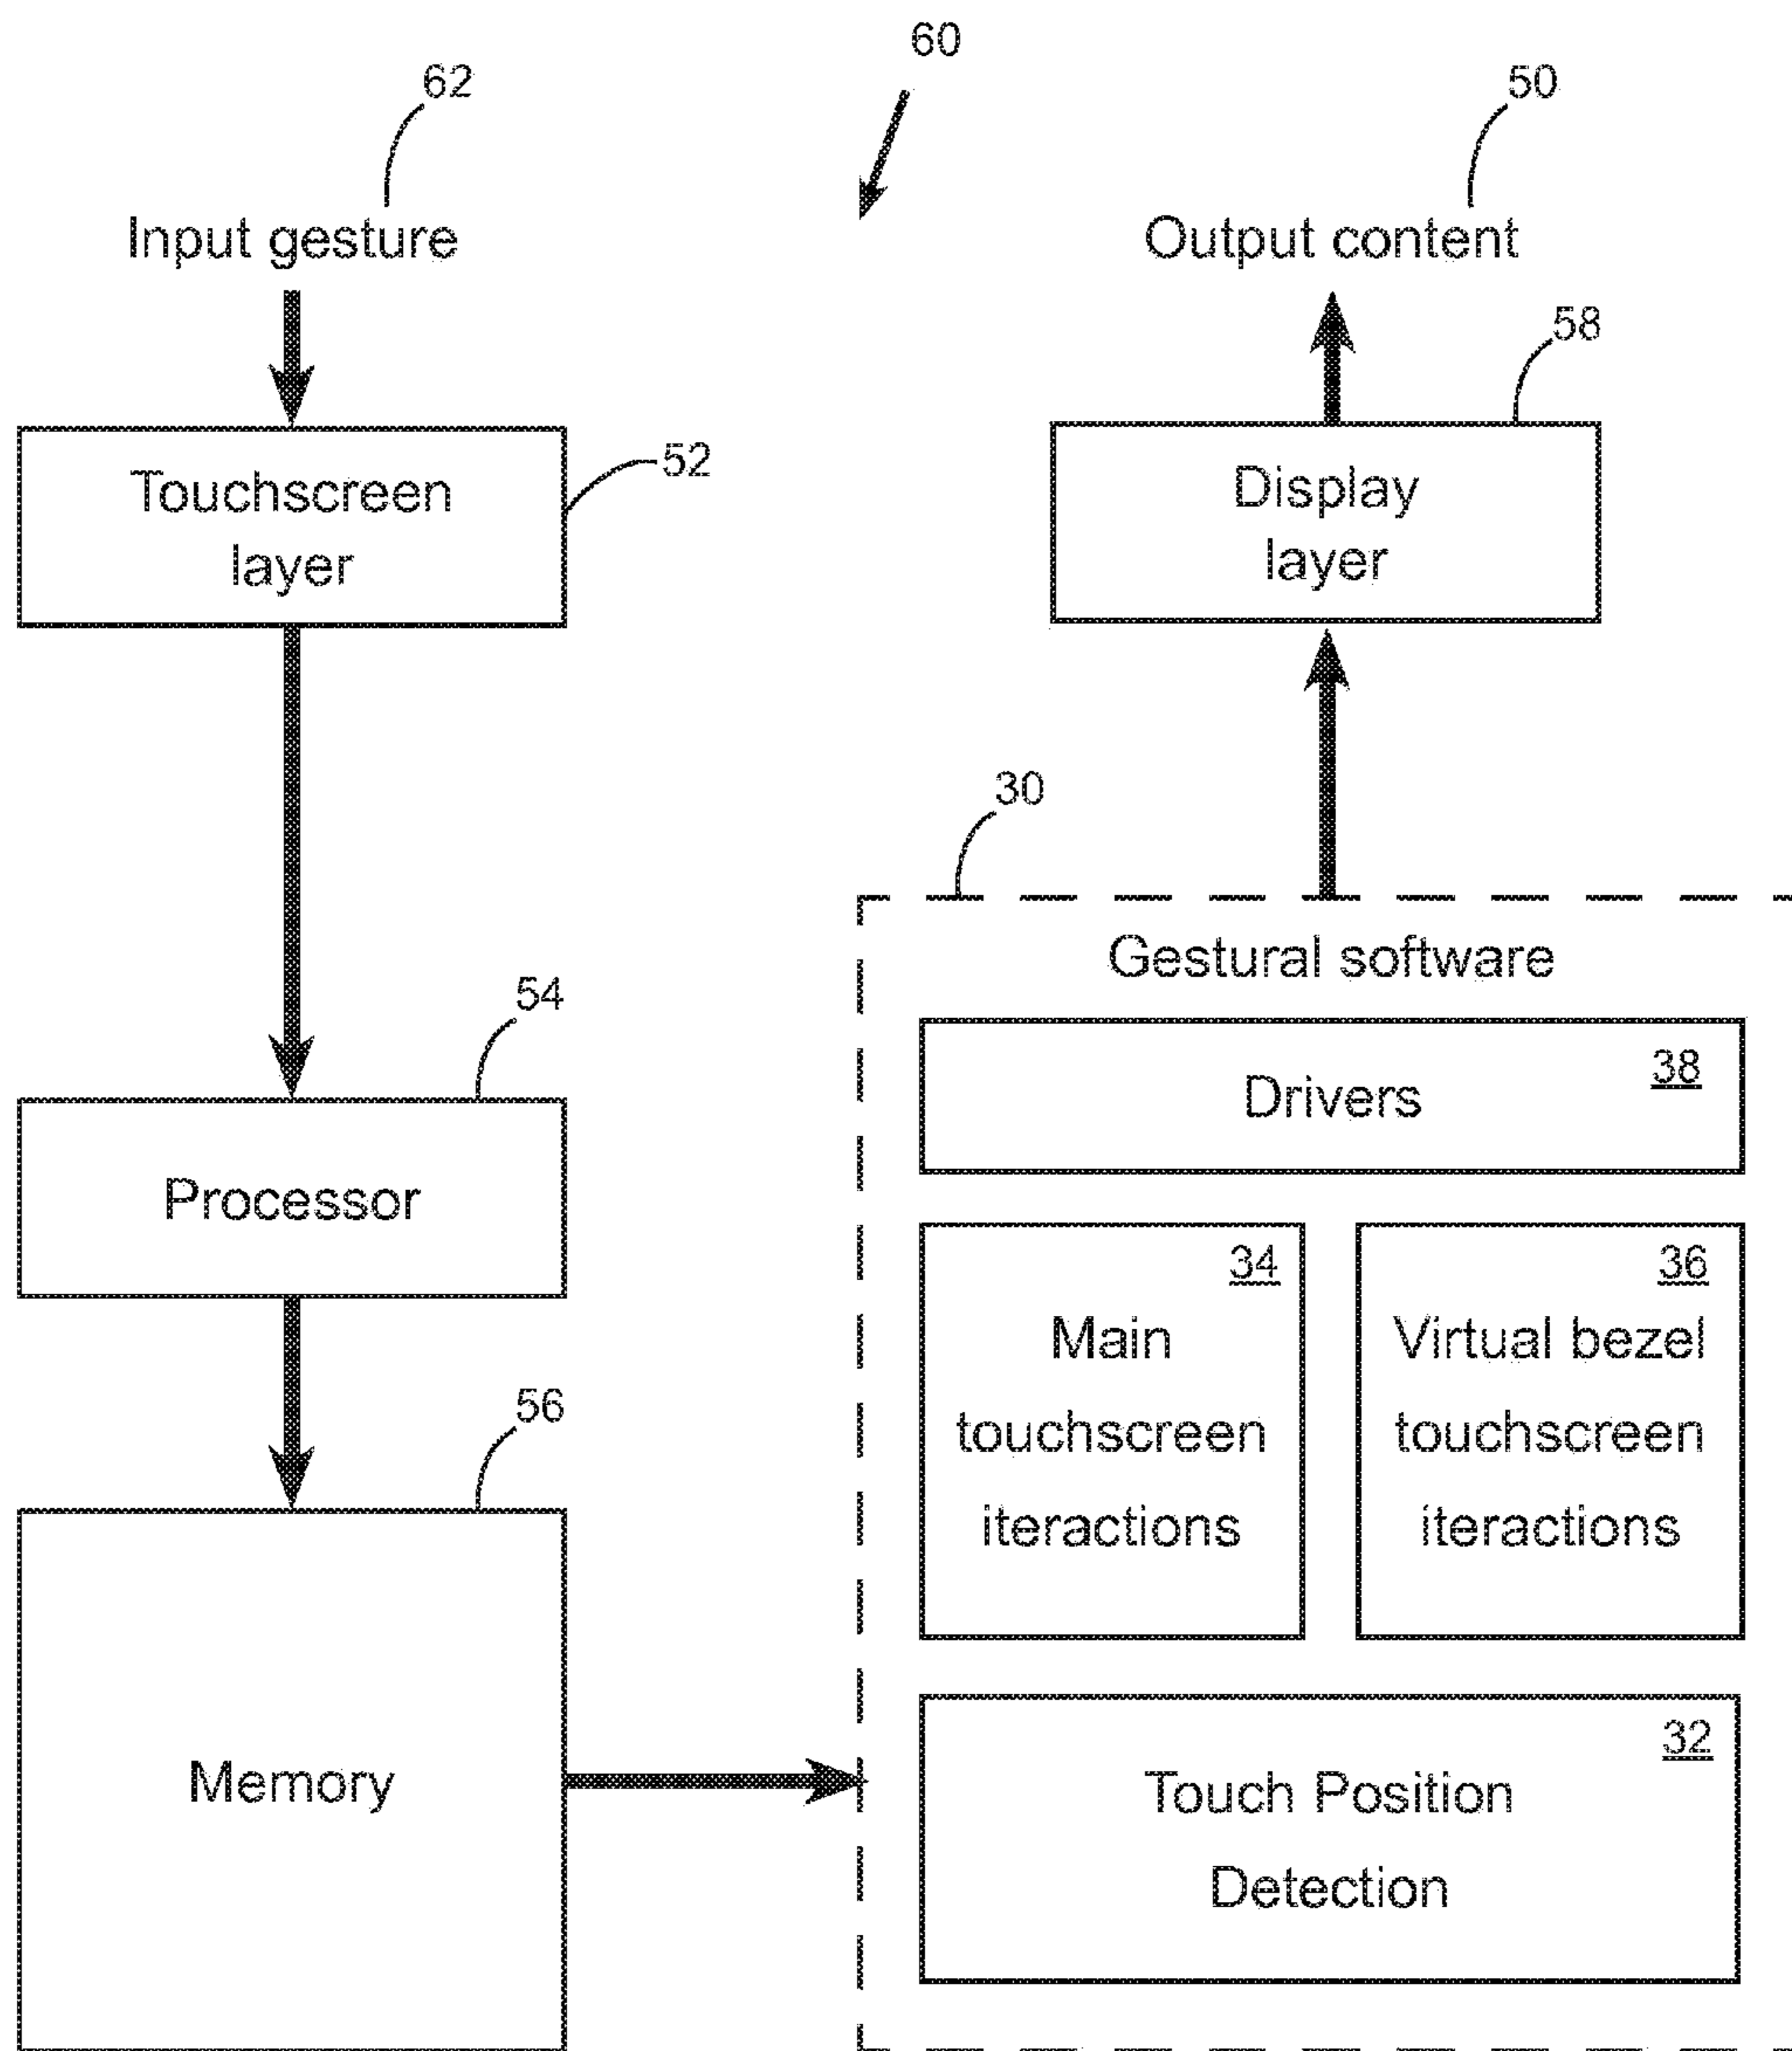 60
62
50
Input gesture
Output content
58
52
Touchscreen
layer
Display
layer
30
Gestural software
54
38
Drivers
Processor
34
Main
touchscreen
iteractions
36
Virtual bezel
touchscreen
iteractions
56
Memory
32
Touch Position
Detection